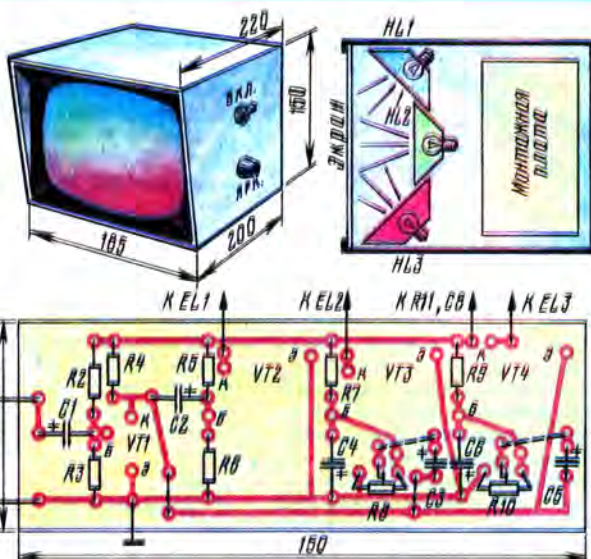 220
ВКЛ.
ЯРК.
150
185
200
HL1
HL2
HL3
Экран
Монтажная плата
К EL1
К EL2
К R11, C8
К EL3
R2
R4
R5
к
VT2
э
R7
к
VT3
э
R9
к
VT4
э
C1
+
б
к
VT1
C2
+
б
б
б
R3
э
R6
C4
R8
C3
C6
R10
C5
150